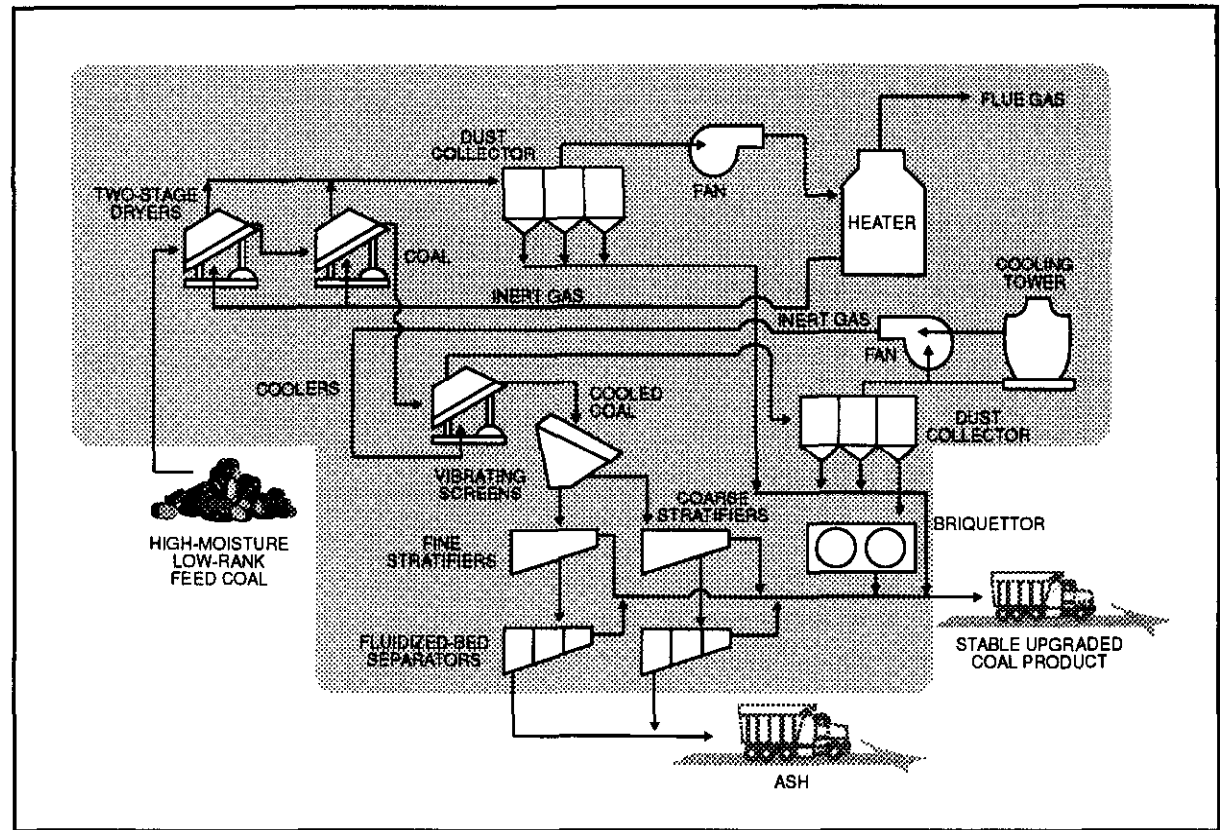 FLUE GAS
DUST
COLLECTOR
FAN
TWO-STAGE
DRYERS
HEATER
COAL
COOLING
TOWER
INERT GAS
INERT GAS
FAN
COOLERS
COOLED
COAL
DUST
COLLECTOR
VIBRATING
SCREENS
COARSE
STRATIFIERS
BRIQUETTOR
HIGH-MOISTURE
LOW-RANK
FEED COAL
FINE
STRATIFIERS
FLUIDIZED-BED
SEPARATORS
STABLE UPGRADED
COAL PRODUCT
ASH